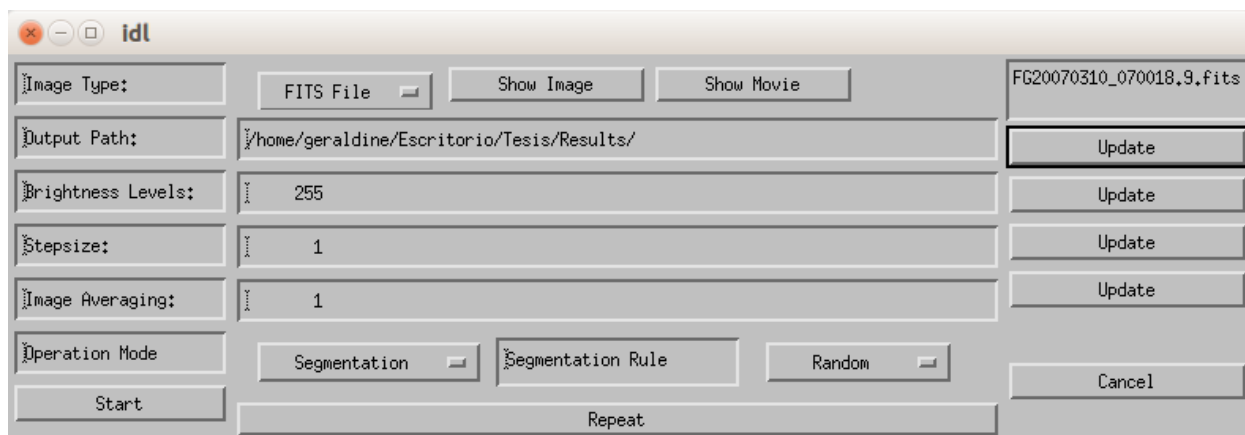 idl
Image Type: FITS File Show Image Show Movie FG20070310_070018.9.fits
Output Path: /home/geraldine/Escritorio/Tesis/Results/ Update
Brightness Levels: 255 Update
Stepsize: 1 Update
Image Averaging: 1 Update
Operation Mode Segmentation Segmentation Rule Random
Cancel
Start
Repeat